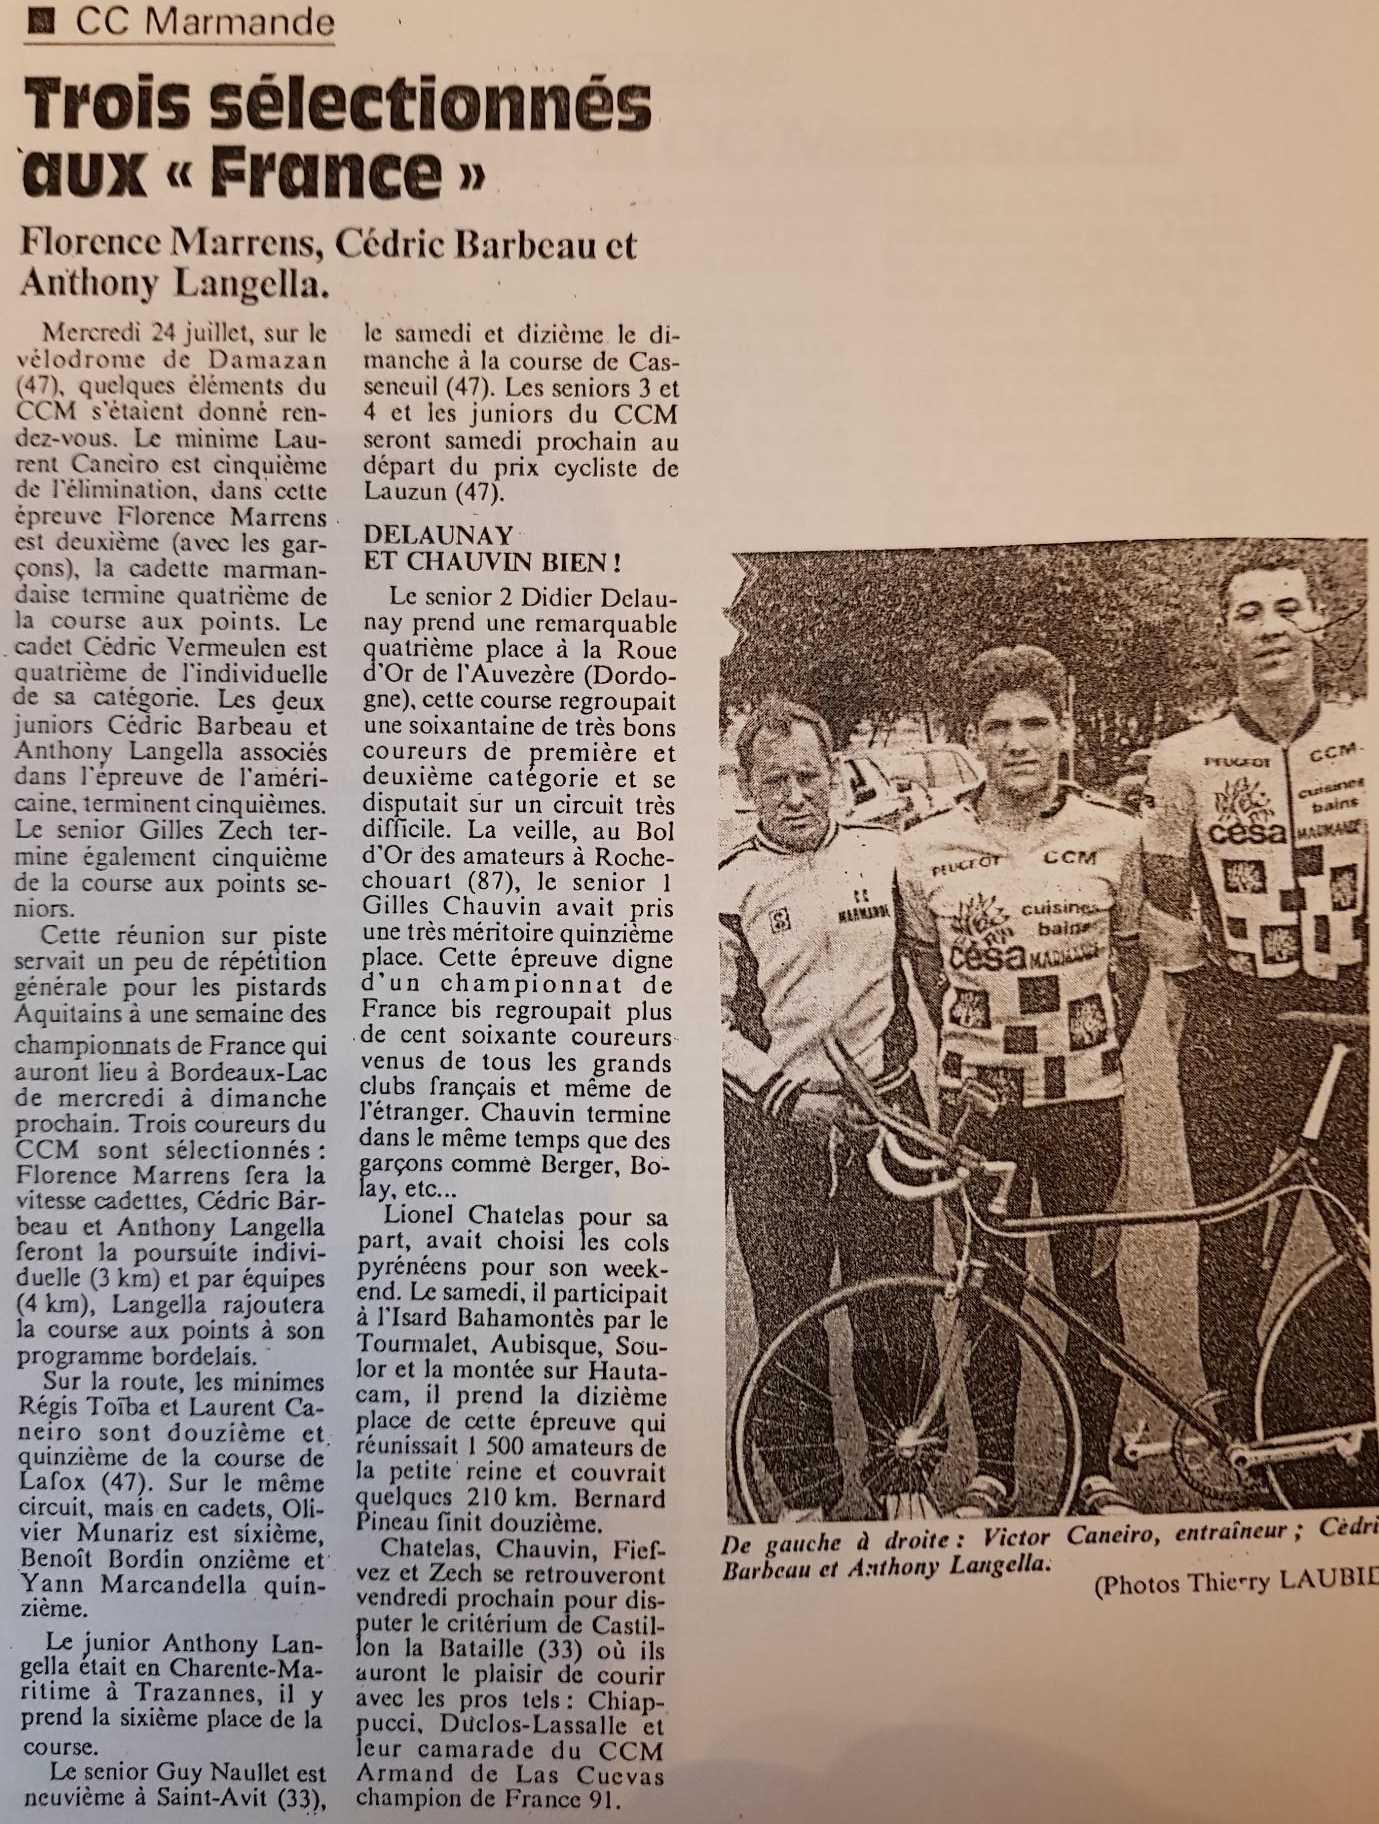 CC Marmande
Trois sélectionnés
aux « France »
Florence Marrens, Cédric Barbeau et
Anthony Langella.
Mercredi 24 juillet, sur le
vélodrome de Damazan
(47), quelques éléments du
CCM s'étaient donné ren-
dez-vous. Le minime Lau-
rent Caneiro est cinquième
de l'élimination, dans cette
épreuve Florence Marrens
est deuxième (avec les gar-
çons), la cadette marman-
daise termine quatrième de
la course aux points. Le
cadet Cédric Vermeulen est
quatrième de l'individuelle
de sa catégorie. Les deux
juniors Cédric Barbeau et
Anthony Langella associés
dans l'épreuve de l'améri-
caine, terminent cinquièmes.
Le senior Gilles Zech ter-
mine également cinquième
de la course aux points se-
niors.
Cette réunion sur piste
servait un peu de répétition
générale pour les pistards
Aquitains à une semaine des
championnats de France qui
auront lieu à Bordeaux-Lac
de mercredi à dimanche
prochain. Trois coureurs du
CCM sont sélectionnés :
Florence Marrens fera la
vitesse cadettes, Cédric Bar-
beau et Anthony Langella
feront la poursuite indivi-
duelle (3 km) et par équipes
(4 km), Langella rajoutera
la course aux points à son
programme bordelais.
Sur la route, les minimes
Régis Toïba et Laurent Ca-
neiro sont douzième et
quinzième de la course de
Lafox (47). Sur le même
circuit, mais en cadets, Oli-
vier Munariz est sixième,
Benoît Bordin onzième et
Yann Marcandella quin-
zième.
Le junior Anthony Lan-
gella était en Charente-Ma-
ritime à Trazannes, il y
prend la sixième place de la
course.
Le senior Guy Naullet est
neuvième à Saint-Avit (33),
le samedi et dizième le di-
manche à la course de Cas-
seneuil (47). Les seniors 3 et
4 et les juniors du CCM
seront samedi prochain au
départ du prix cycliste de
Lauzun (47).
DELAUNAY
ET CHAUVIN BIEN !
Le senior 2 Didier Delau-
nay prend une remarquable
quatrième place à la Roue
d'Or de l'Auvezère (Dordo-
gne), cette course regroupait
une soixantaine de très bons
coureurs de première et
deuxième catégorie et se
disputait sur un circuit très
difficile. La veille, au Bol
d'Or des amateurs à Roche-
chouart (87), le senior 1
Gilles Chauvin avait pris
une très méritoire quinzième
place. Cette épreuve digne
d'un championnat de
France bis regroupait plus
de cent soixante coureurs
venus de tous les grands
clubs français et même de
l'étranger. Chauvin termine
dans le même temps que des
garçons comme Berger, Bo-
lay, etc...
Lionel Chatelas pour sa
part, avait choisi les cols
pyrénéens pour son week-
end. Le samedi, il participait
à l'Isard Bahamontès par le
Tourmalet, Aubisque, Sou-
lor et la montée sur Hauta-
cam, il prend la dizième
place de cette épreuve qui
réunissait 1 500 amateurs de
la petite reine et couvrait
quelques 210 km. Bernard
Pineau finit douzième.
Chatelas, Chauvin, Fief-
vez et Zech se retrouveront
vendredi prochain pour dis-
puter le critérium de Castil-
lon la Bataille (33) où ils
auront le plaisir de courir
avec les pros tels : Chiap-
pucci, Duclos-Lassalle et
leur camarade du CCM
Armand de Las Cuevas
champion de France 91.
C C
MARMANDE
PEUGEOT CCM
cuisines
bains
césa MARMANDE
PEUGEOT CCM
cuisines
bains
césa MARMANDE
De gauche à droite : Victor Caneiro, entraîneur ; Cédri
Barbeau et Anthony Langella.
(Photos Thierry LAUBIE